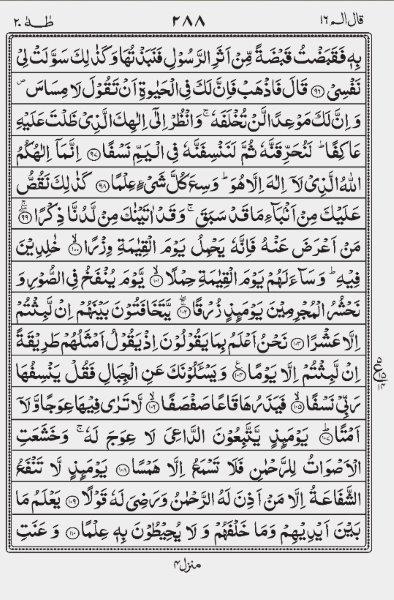 قال الم ١٦ ٢٨٨ طٰهٰ ٢٠
بِهٖ فَقَبَضْتُ قَبْضَةً مِّنْ اَثَرِ الرَّسُوْلِ فَنَبَذْتُهَا وَكَذٰلِكَ سَوَّلَتْ لِيْ
نَفْسِيْ ﴿٩٦﴾ قَالَ فَاذْهَبْ فَاِنَّ لَكَ فِي الْحَيٰوةِ اَنْ تَقُوْلَ لَا مِسَاسَ ۪
وَ اِنَّ لَكَ مَوْعِدًا لَّنْ تُخْلَفَهٗ ۚ وَانْظُرْ اِلٰٓى اِلٰهِكَ الَّذِيْ ظَلْتَ عَلَيْهِ
عَاكِفًا ؕ لَنُحَرِّقَنَّهٗ ثُمَّ لَنَنْسِفَنَّهٗ فِي الْيَمِّ نَسْفًا ﴿٩٧﴾ اِنَّمَاۤ اِلٰهُكُمُ
اللّٰهُ الَّذِيْ لَاۤ اِلٰهَ اِلَّا هُوَ ؕ وَسِعَ كُلَّ شَيْءٍ عِلْمًا ﴿٩٨﴾ كَذٰلِكَ نَقُصُّ
عَلَيْكَ مِنْ اَنْۢبَآءِ مَا قَدْ سَبَقَ ۚ وَقَدْ اٰتَيْنٰكَ مِنْ لَّدُنَّا ذِكْرًا ﴿٩٩﴾
مَنْ اَعْرَضَ عَنْهُ فَاِنَّهٗ يَحْمِلُ يَوْمَ الْقِيٰمَةِ وِزْرًا ﴿١٠٠﴾ خٰلِدِيْنَ
فِيْهِ ؕ وَسَآءَ لَهُمْ يَوْمَ الْقِيٰمَةِ حِمْلًا ﴿١٠١﴾ يَّوْمَ يُنْفَخُ فِي الصُّوْرِ وَ
نَحْشُرُ الْمُجْرِمِيْنَ يَوْمَئِذٍ زُرْقًا ﴿١٠٢﴾ يَّتَخَافَتُوْنَ بَيْنَهُمْ اِنْ لَّبِثْتُمْ
اِلَّا عَشْرًا ﴿١٠٣﴾ نَحْنُ اَعْلَمُ بِمَا يَقُوْلُوْنَ اِذْ يَقُوْلُ اَمْثَلُهُمْ طَرِيْقَةً
اِنْ لَّبِثْتُمْ اِلَّا يَوْمًا ﴿١٠٤﴾ وَيَسْـَٔلُوْنَكَ عَنِ الْجِبَالِ فَقُلْ يَنْسِفُهَا
رَبِّيْ نَسْفًا ﴿١٠٥﴾ فَيَذَرُهَا قَاعًا صَفْصَفًا ﴿١٠٦﴾ لَّا تَرٰى فِيْهَا عِوَجًا وَّلَاۤ
اَمْتًا ﴿١٠٧﴾ يَوْمَئِذٍ يَّتَّبِعُوْنَ الدَّاعِيَ لَا عِوَجَ لَهٗ ۚ وَخَشَعَتِ
الْاَصْوَاتُ لِلرَّحْمٰنِ فَلَا تَسْمَعُ اِلَّا هَمْسًا ﴿١٠٨﴾ يَوْمَئِذٍ لَّا تَنْفَعُ
الشَّفَاعَةُ اِلَّا مَنْ اَذِنَ لَهُ الرَّحْمٰنُ وَرَضِيَ لَهٗ قَوْلًا ﴿١٠٩﴾ يَعْلَمُ مَا
بَيْنَ اَيْدِيْهِمْ وَمَا خَلْفَهُمْ وَ لَا يُحِيْطُوْنَ بِهٖ عِلْمًا ﴿١١٠﴾ وَ عَنَتِ
منزل ٤